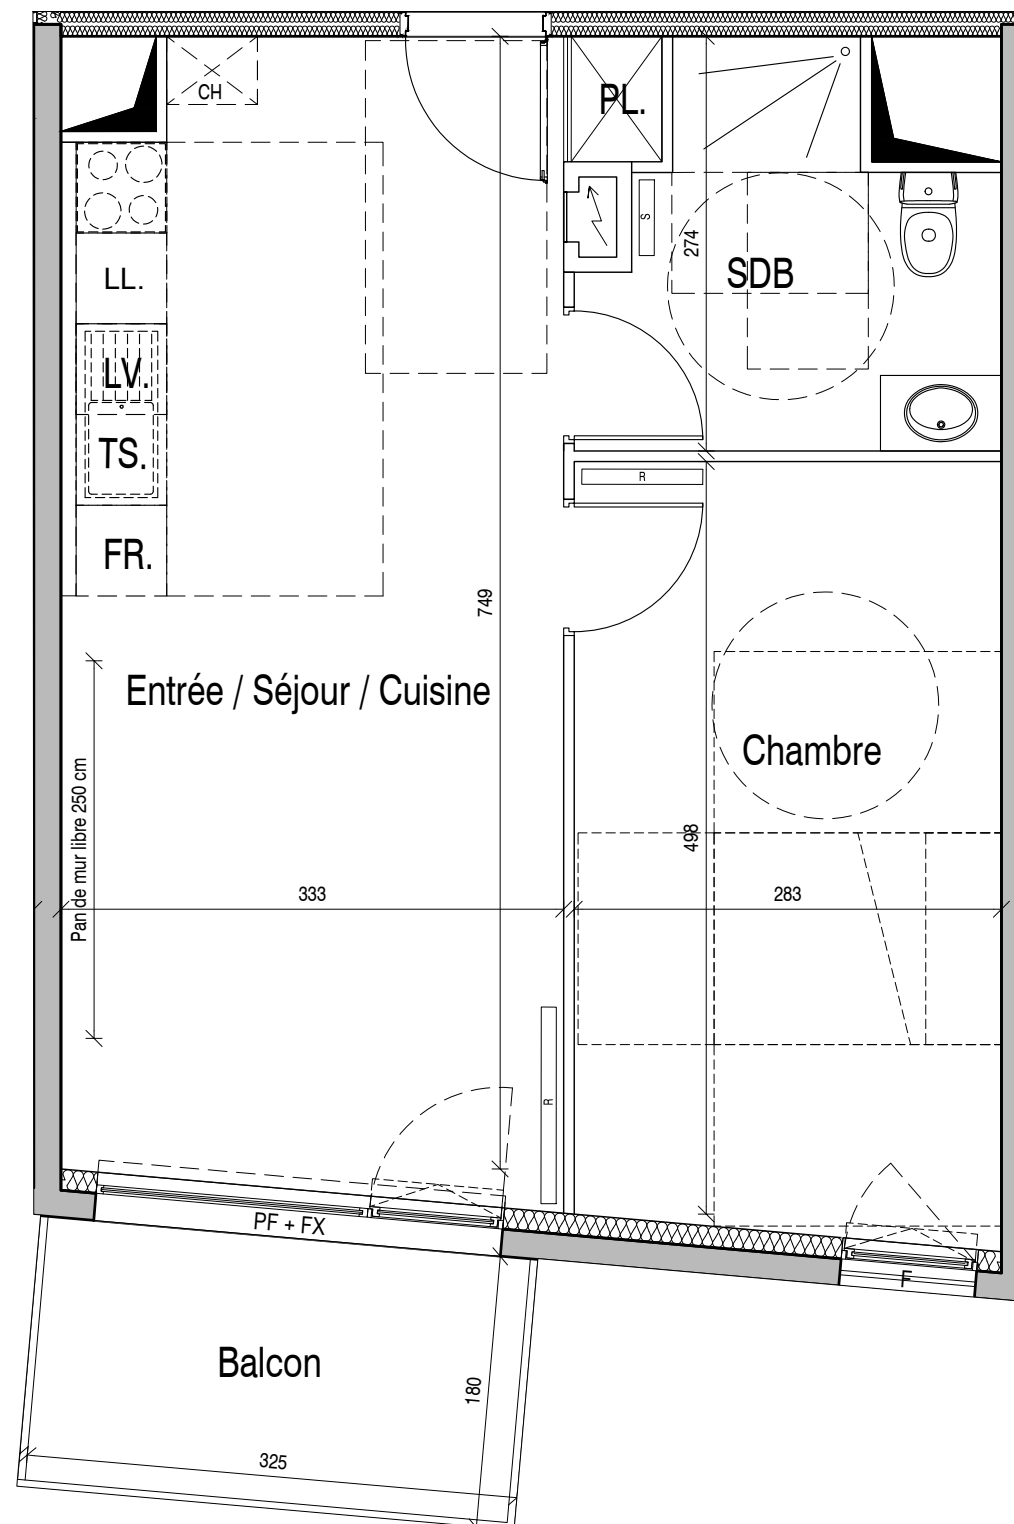 CH
PL.
S
274
LL.
SDB
LV.
TS.
R
FR.
749
Entrée / Séjour / Cuisine
Chambre
Pan de mur libre 250 cm
498
333
283
R
PF + FX
F
Balcon
180
325